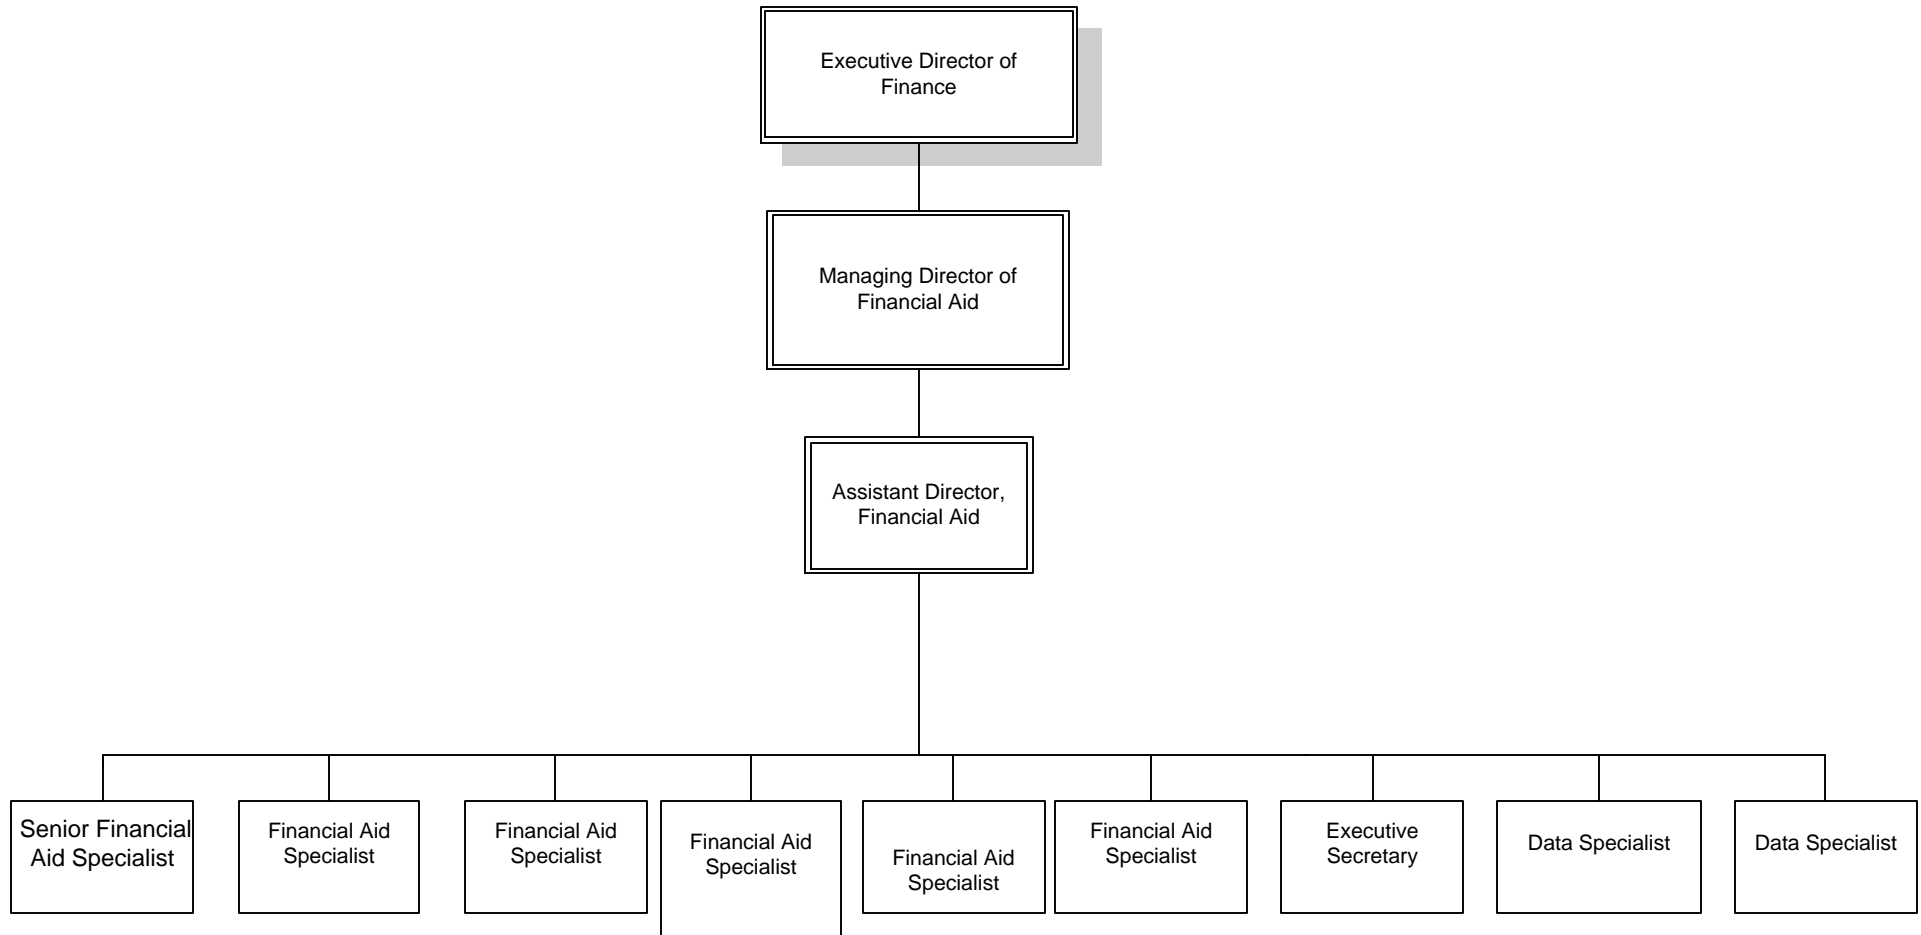 Executive Director of
Finance
Managing Director of
Financial Aid
Assistant Director,
Financial Aid
Senior Financial
Aid Specialist
Financial Aid
Specialist
Financial Aid
Specialist
Financial Aid
Specialist
Financial Aid
Specialist
Financial Aid
Specialist
Executive
Secretary
Data Specialist
Data Specialist